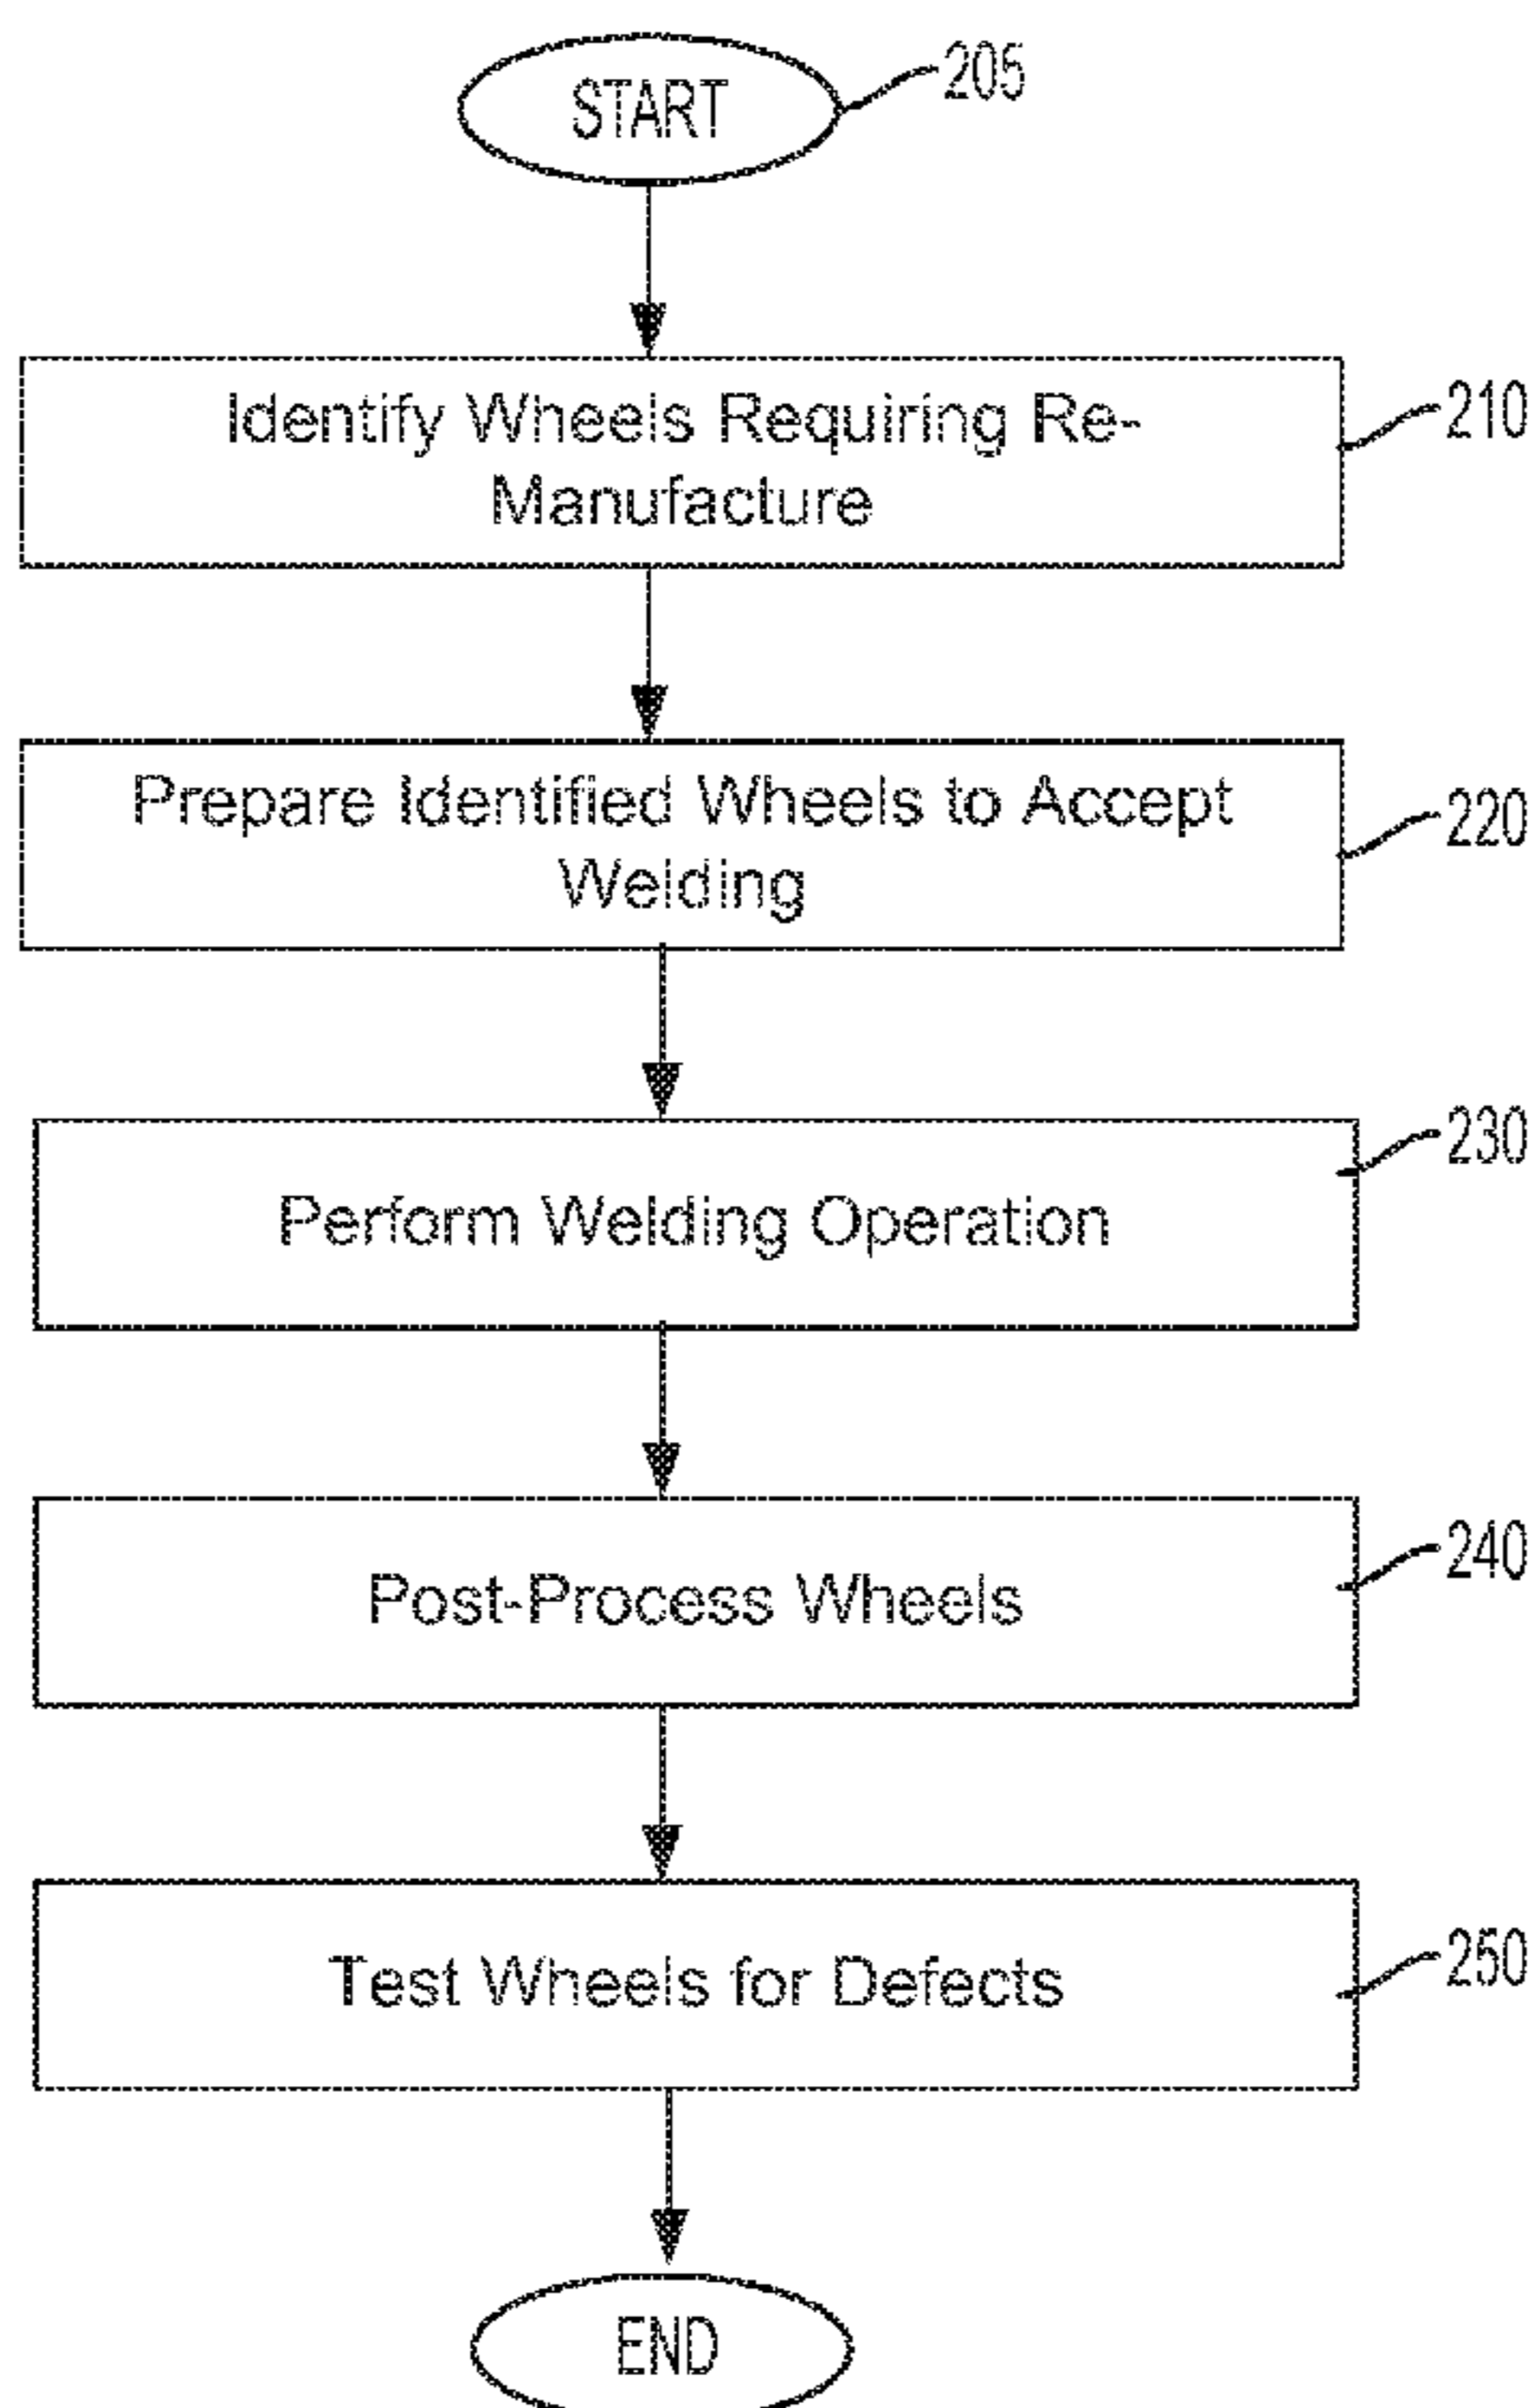 START
205
Identify Wheels Requiring Re-
Manufacture
210
Prepare Identified Wheels to Accept
Welding
220
230
Perform Welding Operation
240
Post-Process Wheels
250
Test Wheels for Defects
END